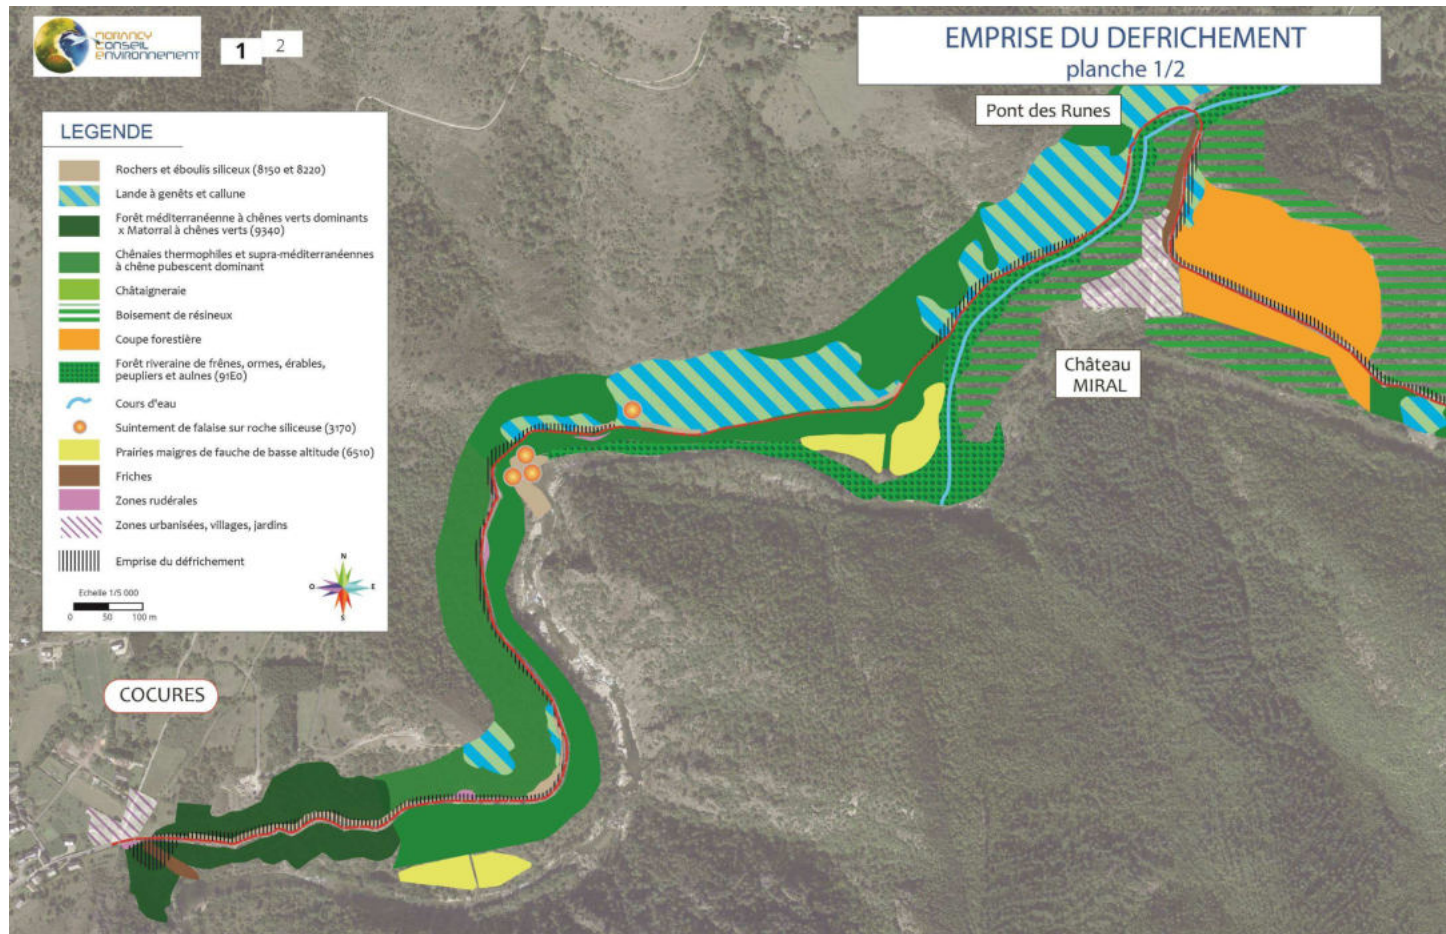 NORANCY
CONSEIL
ENVIRONNEMENT
1
2
EMPRISE DU DEFRICHEMENT
planche 1/2
Pont des Runes
LEGENDE
Rochers et éboulis siliceux (8150 et 8220)
Lande à genêts et callune
Forêt méditerranéenne à chênes verts dominants
x Matorral à chênes verts (9340)
Chênaies thermophiles et supra-méditerranéennes
à chêne pubescent dominant
Châtaigneraie
Boisement de résineux
Coupe forestière
Forêt riveraine de frênes, ormes, érables,
peupliers et aulnes (91E0)
Cours d'eau
Suintement de falaise sur roche siliceuse (3170)
Prairies maigres de fauche de basse altitude (6510)
Friches
Zones rudérales
Zones urbanisées, villages, jardins
Emprise du défrichement
N
O
E
S
Echelle 1/5 000
0 50 100 m
Château
MIRAL
COCURES